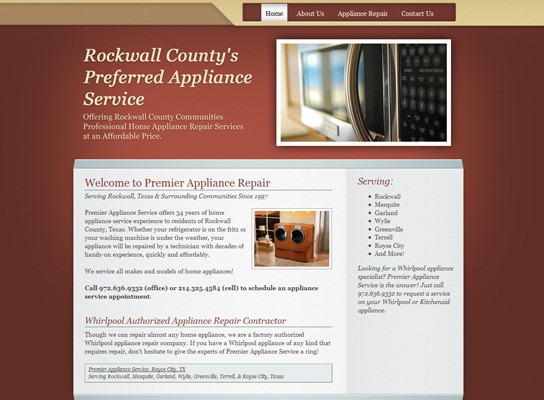 Home About Us Appliance Repair Contact Us
Rockwall County's
Preferred Appliance
Service
Offering Rockwall County Communities
Professional Home Appliance Repair Services
at an Affordable Price.
Welcome to Premier Appliance Repair
Serving Rockwall, Texas & Surrounding Communities Since 1997
Premier Appliance Service offers 34 years of home
appliance service experience to residents of Rockwall
County, Texas. Whether your refrigerator is on the fritz or
your washing machine is under the weather, your
appliance will be repaired by a technician with decades of
hands-on experience, quickly and affordably.
We service all makes and models of home appliances!
Call 972.636.9332 (office) or 214.325.4584 (cell) to schedule an appliance
service appointment.
Whirlpool Authorized Appliance Repair Contractor
Though we can repair almost any home appliance, we are a factory authorized
Whirlpool appliance repair company. If you have a Whirlpool appliance of any kind that
requires repair, don't hesitate to give the experts of Premier Appliance Service a ring!
Premier Appliance Service, Royce City, TX
Serving Rockwall, Mesquite, Garland, Wylie, Greenville, Terrell, & Royse City, Texas.
Serving:
Rockwall
Mesquite
Garland
Wylie
Greenville
Terrell
Royse City
And More!
Looking for a Whirlpool appliance
specialist? Premier Appliance
Service is the answer! Just call
972.636.9332 to request a service
on your Whirlpool or Kitchenaid
appliance.